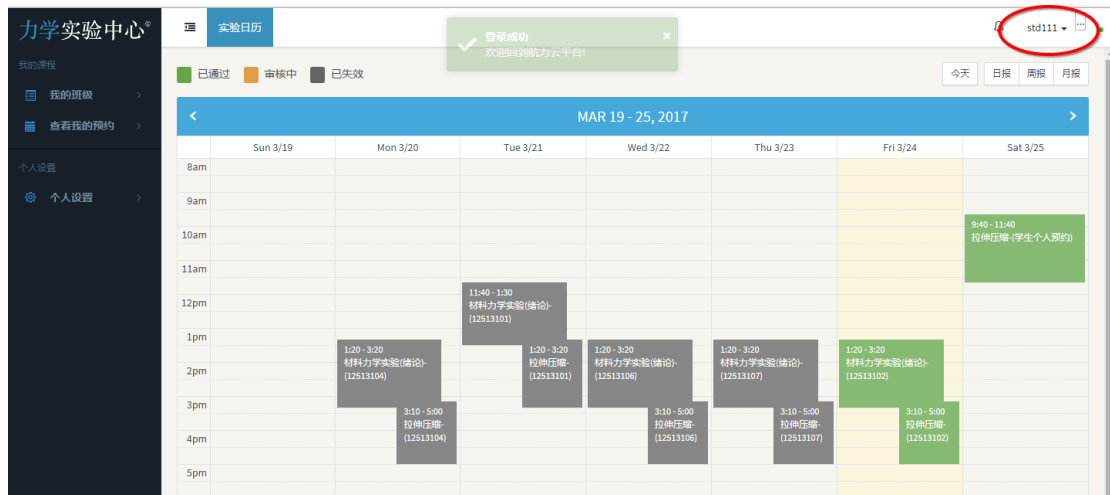 力学实验中心®
实验日历
登录成功
欢迎回到航力云平台!
std111
我的课程
我的班级
查看我的预约
个人设置
个人设置
已通过 审核中 已失效
今天 日报 周报 月报
MAR 19 - 25, 2017
Sun 3/19 Mon 3/20 Tue 3/21 Wed 3/22 Thu 3/23 Fri 3/24 Sat 3/25
8am
9am
9:40 - 11:40
拉伸压缩-(学生个人预约)
10am
11am
11:40 - 1:30
材料力学实验(绪论)-
(12513101)
12pm
1pm
1:20 - 3:20
材料力学实验(绪论)-
(12513104)
1:20 - 3:20
拉伸压缩-
(12513101)
1:20 - 3:20
材料力学实验(绪论)-
(12513106)
1:20 - 3:20
材料力学实验(绪论)-
(12513107)
1:20 - 3:20
材料力学实验(绪论)-
(12513102)
2pm
3pm
3:10 - 5:00
拉伸压缩-
(12513104)
3:10 - 5:00
拉伸压缩-
(12513106)
3:10 - 5:00
拉伸压缩-
(12513107)
3:10 - 5:00
拉伸压缩-
(12513102)
4pm
5pm